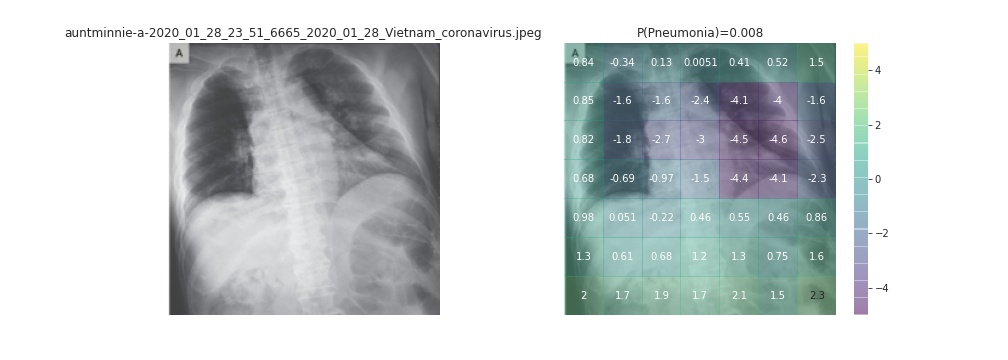 auntminnie-a-2020_01_28_23_51_6665_2020_01_28_Vietnam_coronavirus.jpeg
P(Pneumonia)=0.008
A
A
0.84 -0.34 0.13 0.0051 0.41 0.52 1.5
0.85 -1.6 -1.6 -2.4 -4.1 -4 -1.6
0.82 -1.8 -2.7 -3 -4.5 -4.6 -2.5
0.68 -0.69 -0.97 -1.5 -4.4 -4.1 -2.3
0.98 0.051 -0.22 0.46 0.55 0.46 0.86
1.3 0.61 0.68 1.2 1.3 0.75 1.6
2 1.7 1.9 1.7 2.1 1.5 2.3
4
2
0
−2
−4